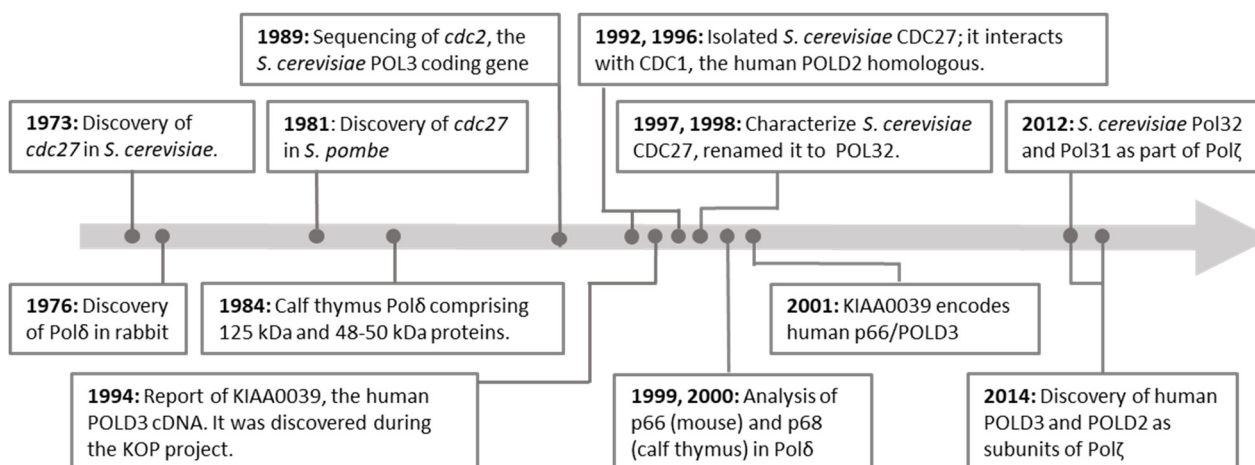 1989: Sequencing of cdc2, the
S. cerevisiae POL3 coding gene
1992, 1996: Isolated S. cerevisiae CDC27; it interacts
with CDC1, the human POLD2 homologous.
1973: Discovery of
cdc27 in S. cerevisiae.
1981: Discovery of cdc27
in S. pombe
1997, 1998: Characterize S. cerevisiae
CDC27, renamed it to POL32.
2012: S. cerevisiae Pol32
and Pol31 as part of Polζ
1976: Discovery
of Polδ in rabbit
1984: Calf thymus Polδ comprising
125 kDa and 48-50 kDa proteins.
2001: KIAA0039 encodes
human p66/POLD3
1994: Report of KIAA0039, the human
POLD3 cDNA. It was discovered during
the KOP project.
1999, 2000: Analysis of
p66 (mouse) and p68
(calf thymus) in Polδ
2014: Discovery of human
POLD3 and POLD2 as
subunits of Polζ